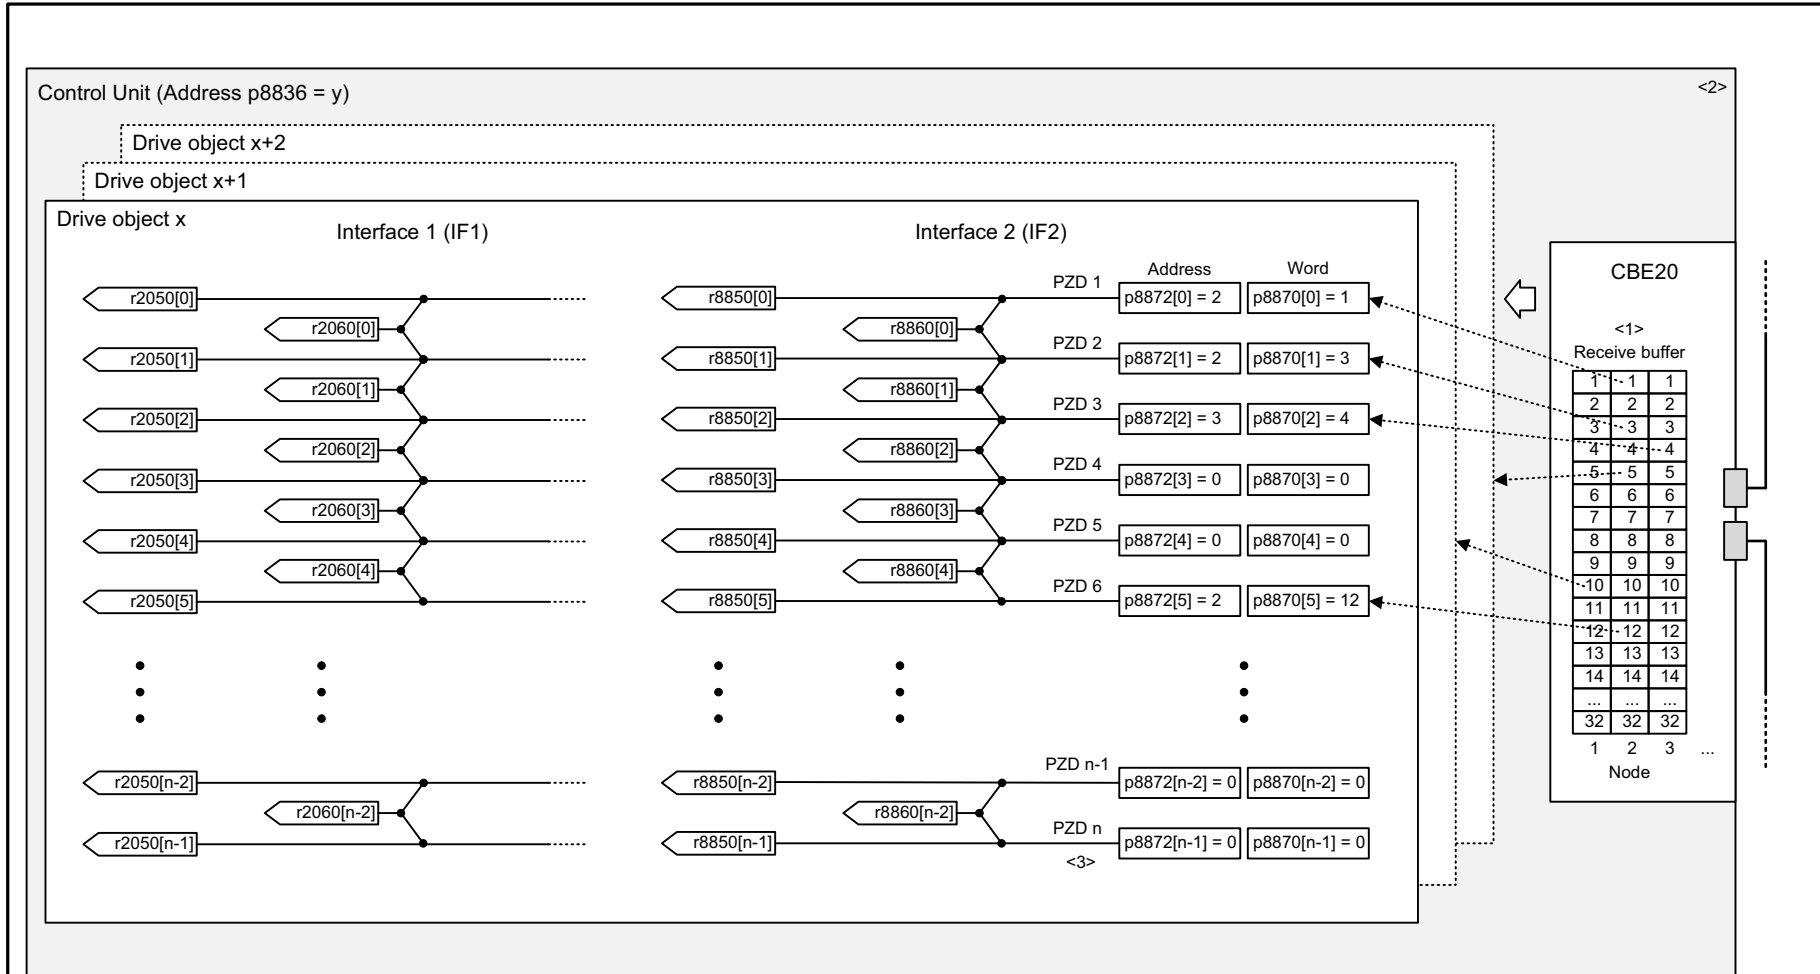 Control Unit (Address p8836 = y)
<2>
Drive object x+2
Drive object x+1
Drive object x
Interface 1 (IF1)
Interface 2 (IF2)
Address Word
r2050[0] r8850[0] PZD 1 p8872[0] = 2 p8870[0] = 1
r2060[0] r8860[0]
r2050[1] r8850[1] PZD 2 p8872[1] = 2 p8870[1] = 3
r2060[1] r8860[1]
r2050[2] r8850[2] PZD 3 p8872[2] = 3 p8870[2] = 4
r2060[2] r8860[2]
r2050[3] r8850[3] PZD 4 p8872[3] = 0 p8870[3] = 0
r2060[3] r8860[3]
r2050[4] r8850[4] PZD 5 p8872[4] = 0 p8870[4] = 0
r2060[4] r8860[4]
r2050[5] r8850[5] PZD 6 p8872[5] = 2 p8870[5] = 12
r2050[n-2] r8850[n-2] PZD n-1 p8872[n-2] = 0 p8870[n-2] = 0
r2060[n-2] r8860[n-2]
r2050[n-1] r8850[n-1] PZD n p8872[n-1] = 0 p8870[n-1] = 0
<3>
CBE20
<1>
Receive buffer
1 1 1
2 2 2
3 3 3
4 4 4
5 5 5
6 6 6
7 7 7
8 8 8
9 9 9
10 10 10
11 11 11
12 12 12
13 13 13
14 14 14
... ... ...
32 32 32
1 2 3 ...
Node